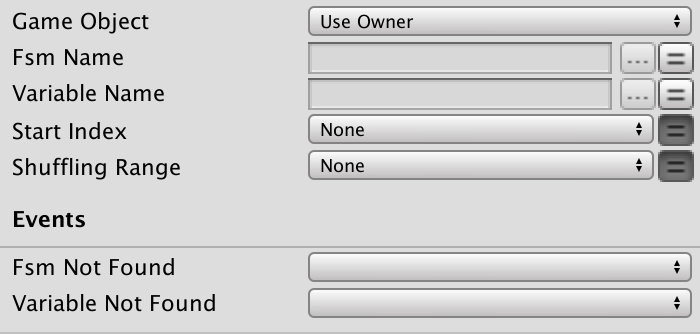 Game Object Use Owner
Fsm Name ... =
Variable Name ... =
Start Index None =
Shuffling Range None =
Events
Fsm Not Found
Variable Not Found